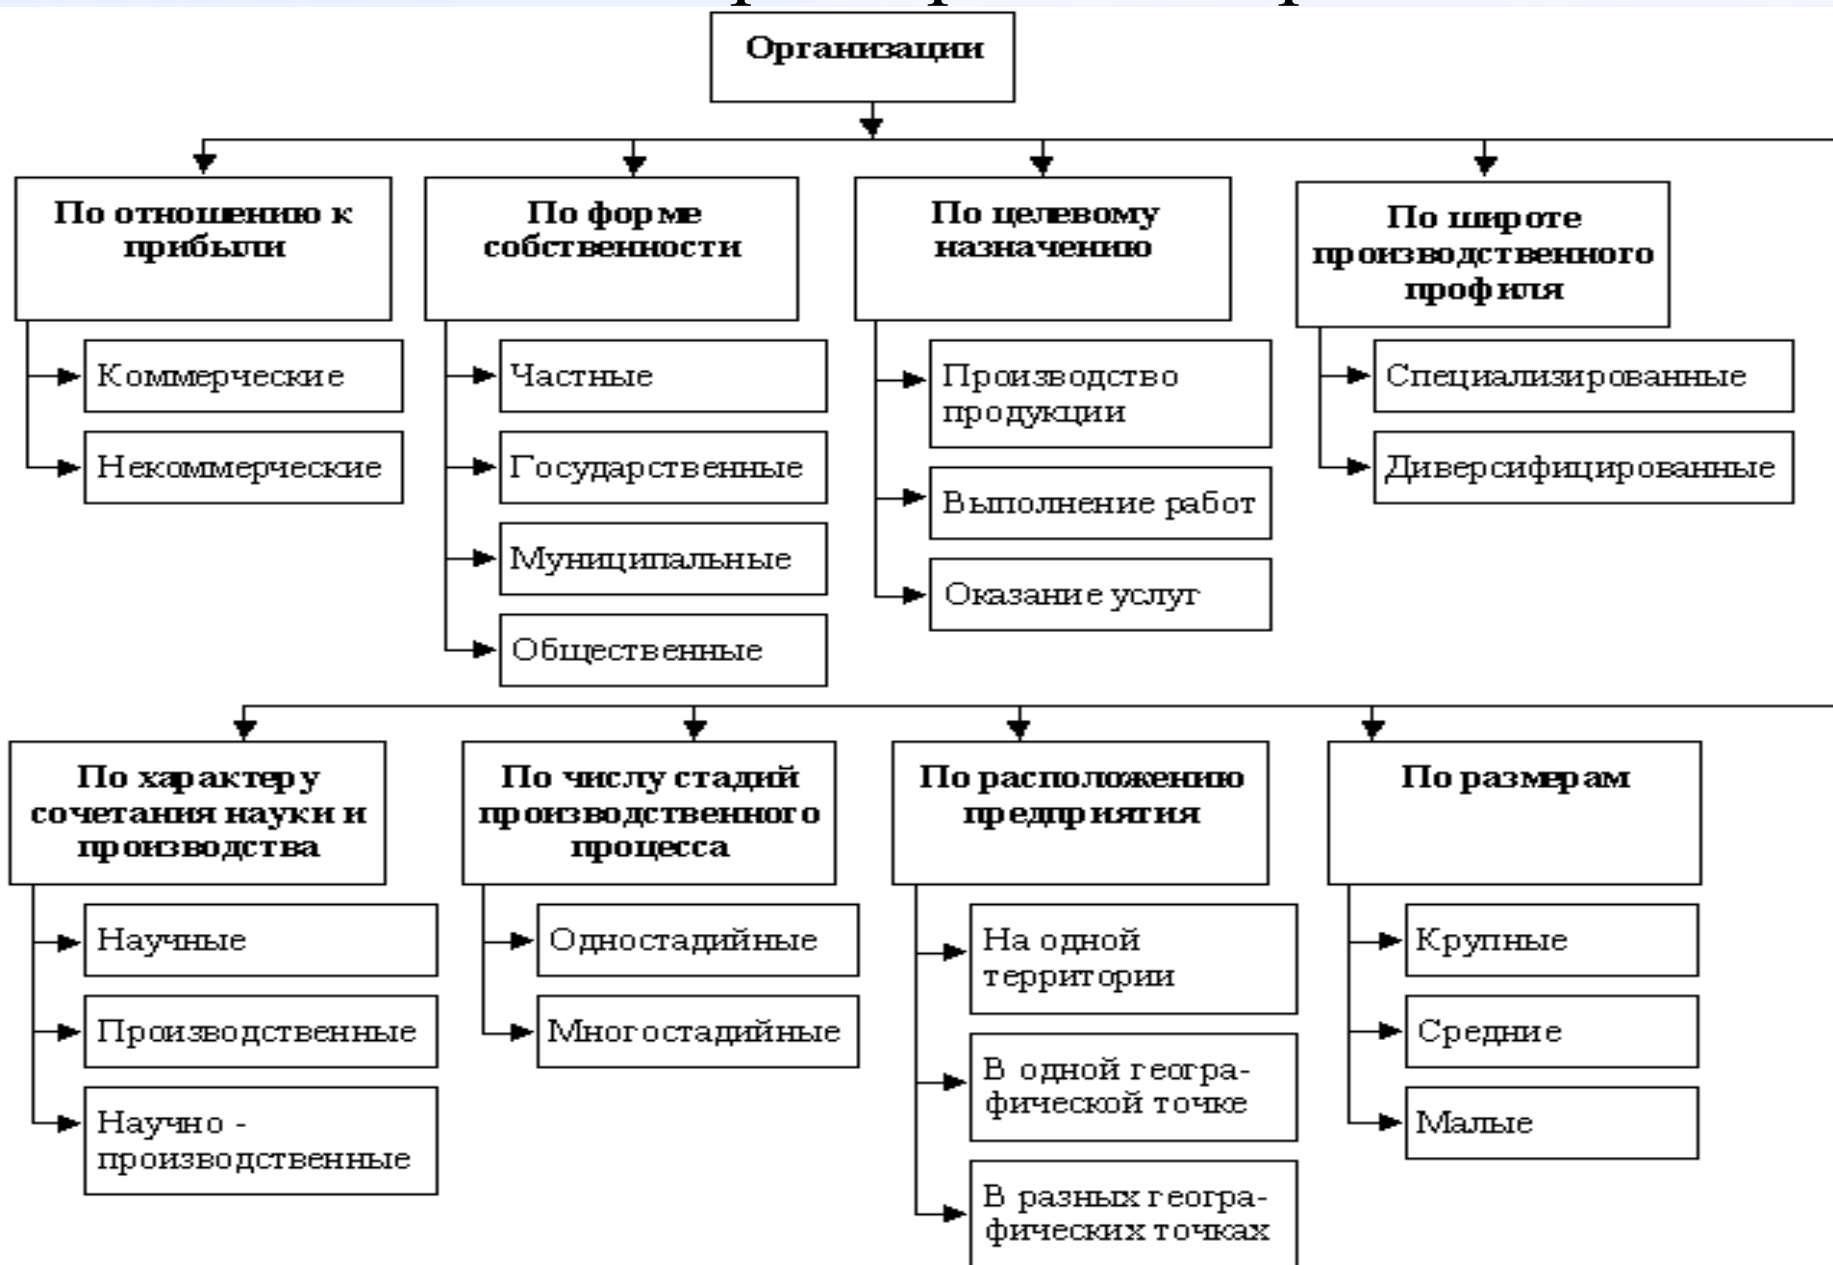 Организации
По отношению к
прибыли
Коммерческие
Некоммерческие
По форме
собственности
Частные
Государственные
Муниципальные
Общественные
По целевому
назначению
Производство
продукции
Выполнение работ
Оказание услуг
По широте
производственного
профиля
Специализированные
Диверсифицированные
По характеру
сочетания науки и
производства
Научные
Производственные
Научно -
производственные
По числу стадий
производственного
процесса
Одностадийные
Многостадийные
По расположению
предприятия
На одной
территории
В одной геогра-
фической точке
В разных геогра-
фических точках
По размерам
Крупные
Средние
Малые